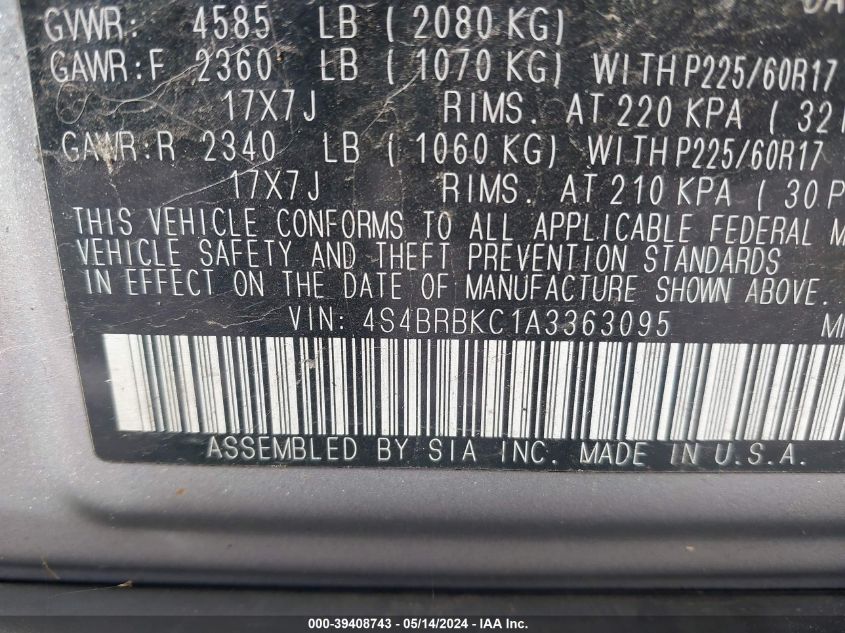 GVWR: 4585 LB ( 2080 KG)
GAWR:F 2360 LB ( 1070 KG) WITH P225/60R17
17X7J RIMS. AT 220 KPA ( 32
GAWR:R 2340 LB ( 1060 KG) WITH P225/60R17
17X7J RIMS. AT 210 KPA ( 30 P
THIS VEHICLE CONFORMS TO ALL APPLICABLE FEDERAL M
VEHICLE SAFETY AND THEFT PREVENTION STANDARDS
IN EFFECT ON THE DATE OF MANUFACTURE SHOWN ABOVE.
VIN: 4S4BRBKC1A3363095
ASSEMBLED BY SIA INC. MADE IN U.S.A.
000-39408743 - 05/14/2024 - IAA Inc.